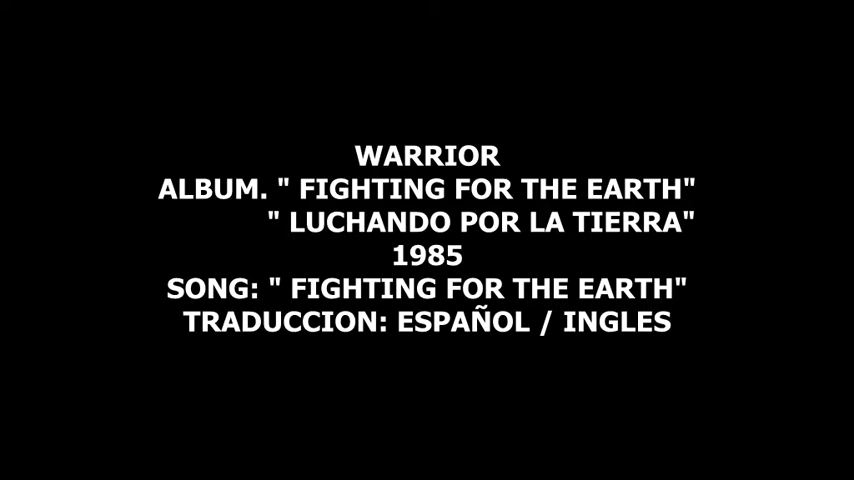 WARRIOR
ALBUM. " FIGHTING FOR THE EARTH"
" LUCHANDO POR LA TIERRA"
1985
SONG: " FIGHTING FOR THE EARTH"
TRADUCCION: ESPAÑOL / INGLES